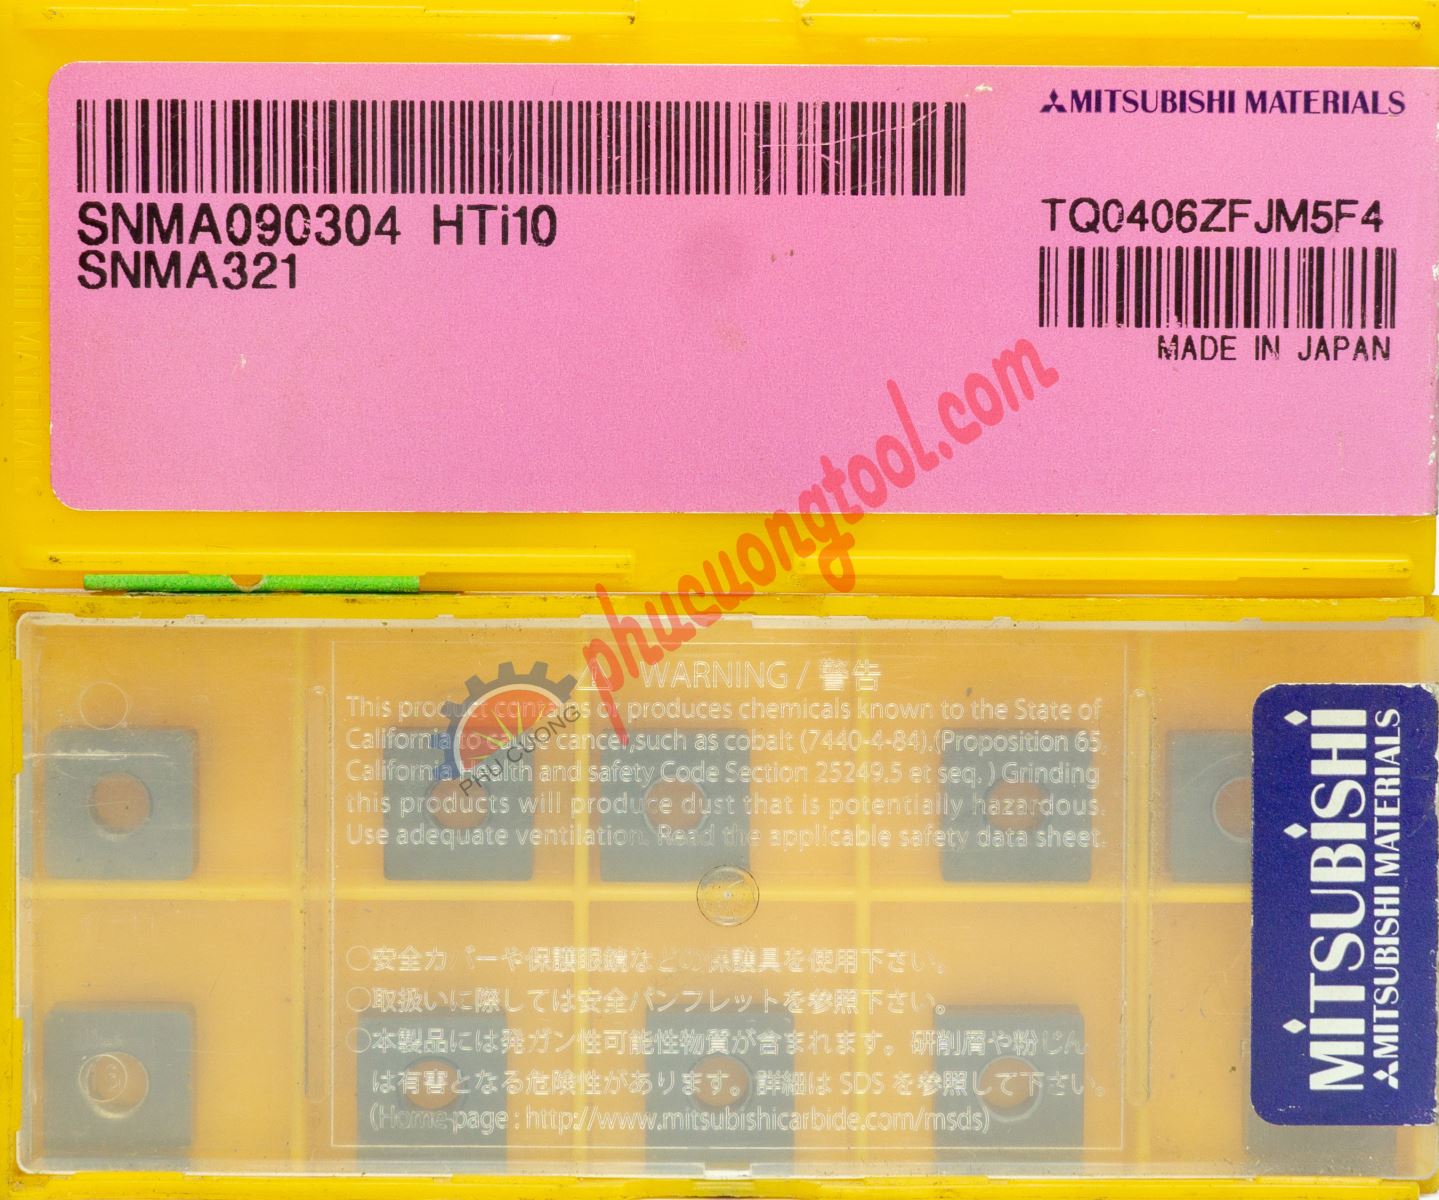 MITSUBISHI MATERIALS
SNMA090304 HTi10
SNMA321
TQ0406ZFJM5F4
MADE IN JAPAN
phucuongtool.com
PHU CUONG
WARNING / 警告
This product contains or produces chemicals known to the State of
California to cause cancer,such as cobalt (7440-4-84).(Proposition 65,
California health and safety Code Section 25249.5 et seq. ) Grinding
this products will produce dust that is potentially hazardous.
Use adequate ventilation. Read the applicable safety data sheet.
○安全カバーや保護眼鏡などの保護具を使用下さい。
○取扱いに際しては安全パンフレットを参照下さい。
○本製品には発ガン性可能性物質が含まれます。研削屑や粉じん
は有害となる危険性があります。詳細は SDS を参照して下さい。
(Home-page : http://www.mitsubishicarbide.com/msds)
MITSUBISHI
MITSUBISHI MATERIALS